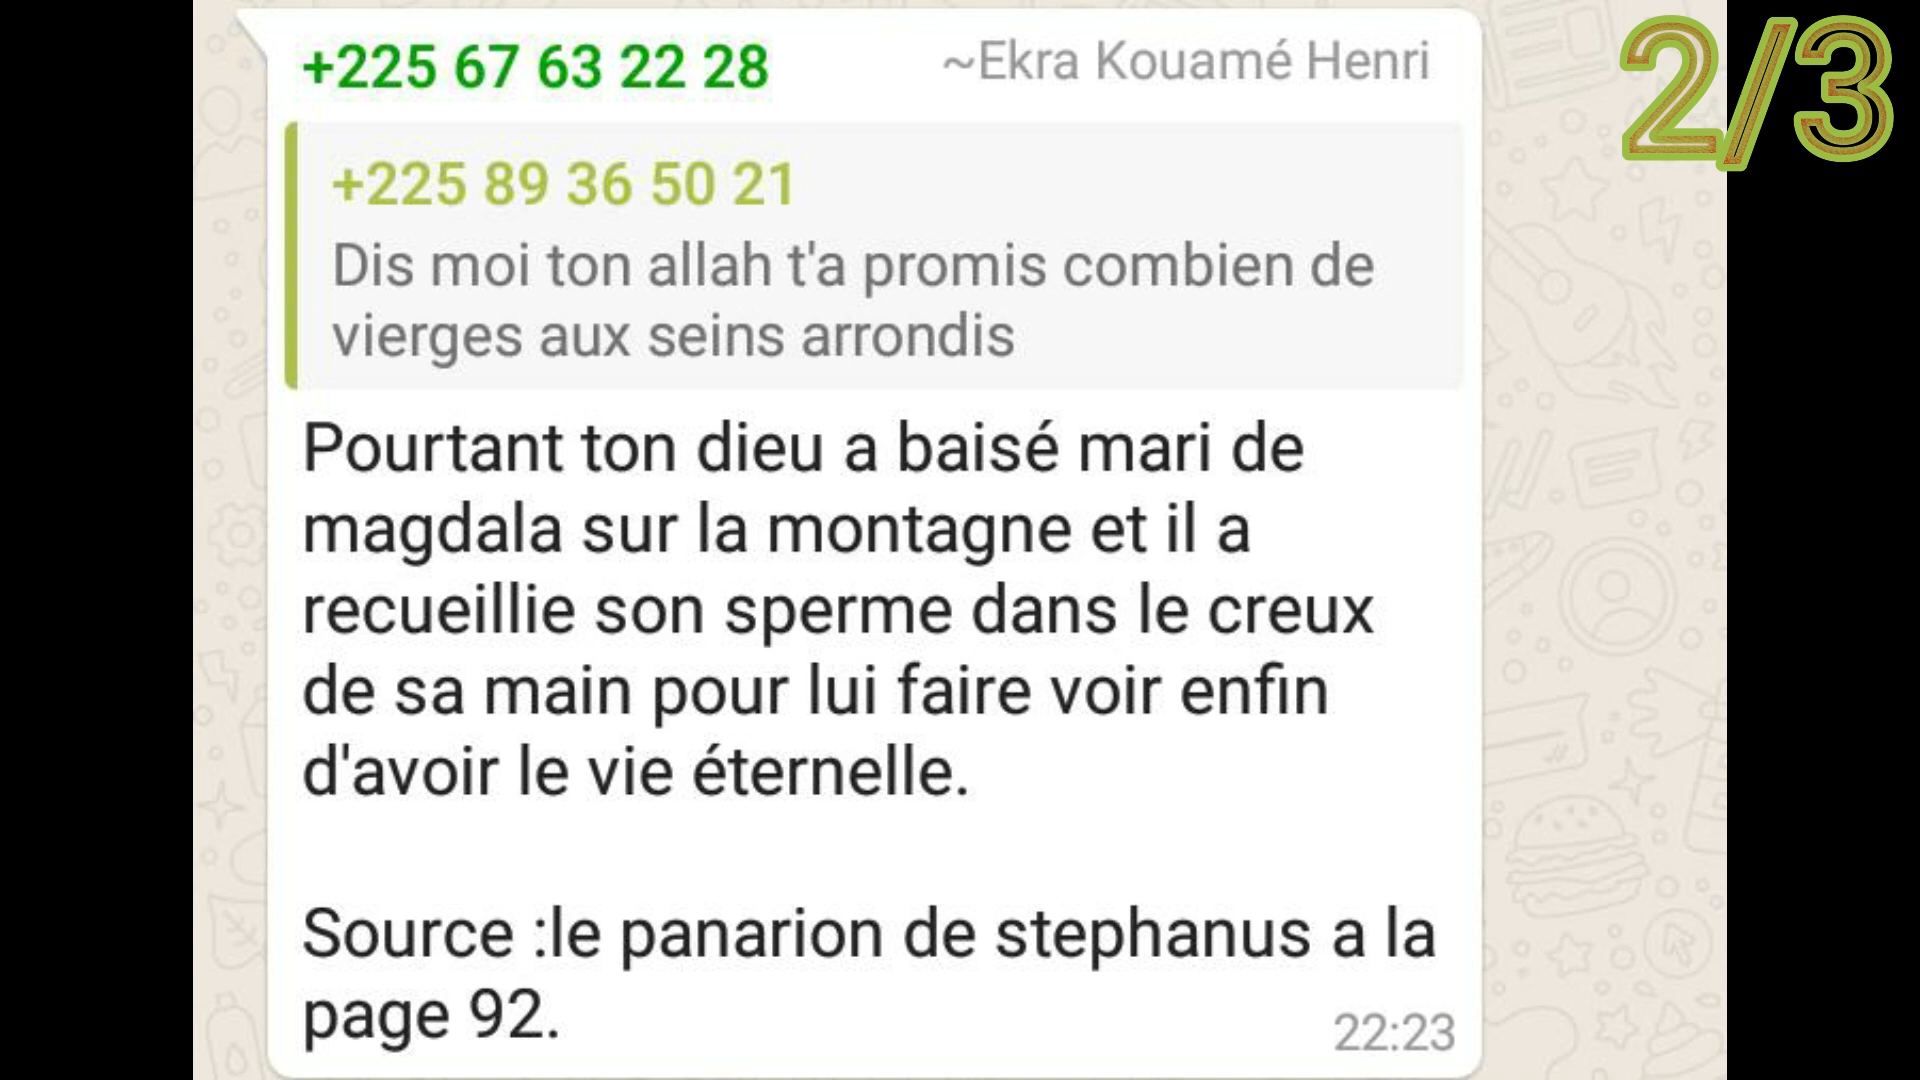 +225 67 63 22 28 ~Ekra Kouamé Henri 2/3
+225 89 36 50 21
Dis moi ton allah t'a promis combien de
vierges aux seins arrondis
Pourtant ton dieu a baisé mari de
magdala sur la montagne et il a
recueillie son sperme dans le creux
de sa main pour lui faire voir enfin
d'avoir le vie éternelle.
Source :le panarion de stephanus a la
page 92.
22:23